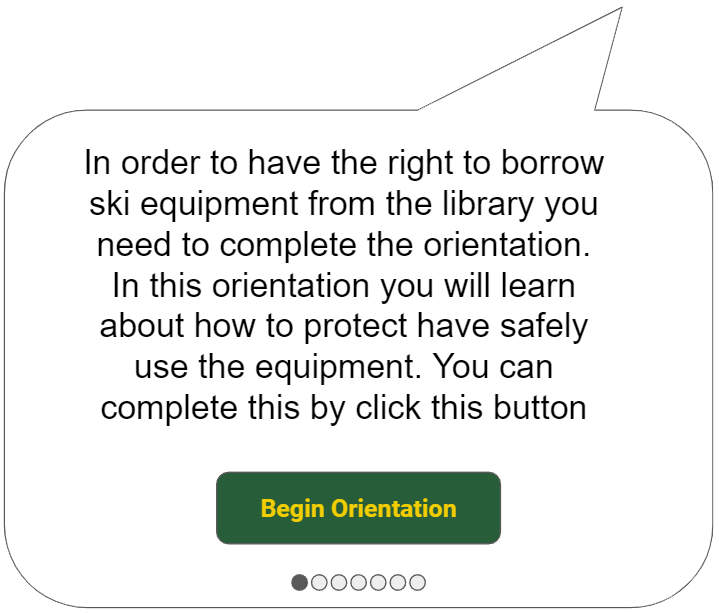 In order to have the right to borrow
ski equipment from the library you
need to complete the orientation.
In this orientation you will learn
about how to protect have safely
use the equipment. You can
complete this by click this button
Begin Orientation